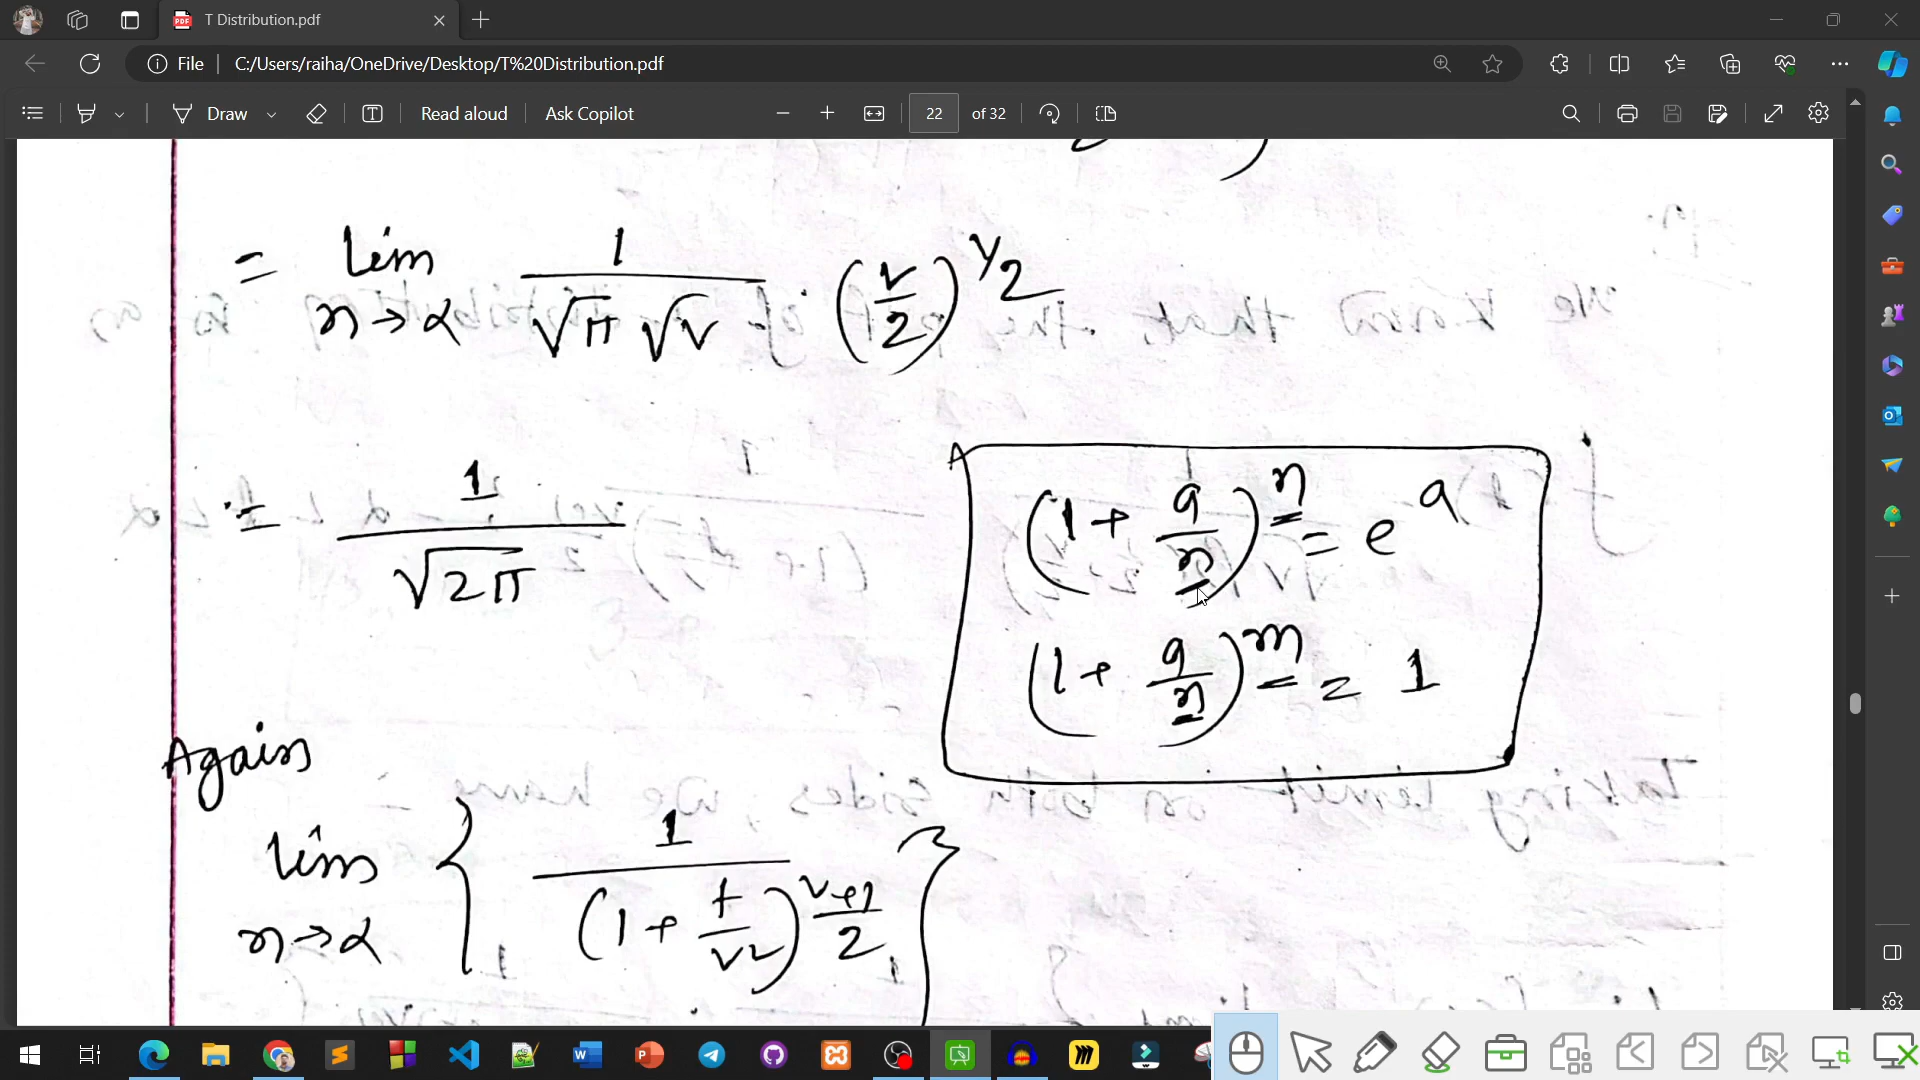 T Distribution.pdf
File | C:/Users/raiha/OneDrive/Desktop/T%20Distribution.pdf
Draw
Read aloud
Ask Copilot
22 of 32
= lim n→α 1/(√π √v) · (v/2)^1/2
= 1/√2π
(1 + a/n)^n = e^a
(1 + a/n)^m = 1
Again
lim n→α { 1/(1 + t/v2)^(v+1)/2 }